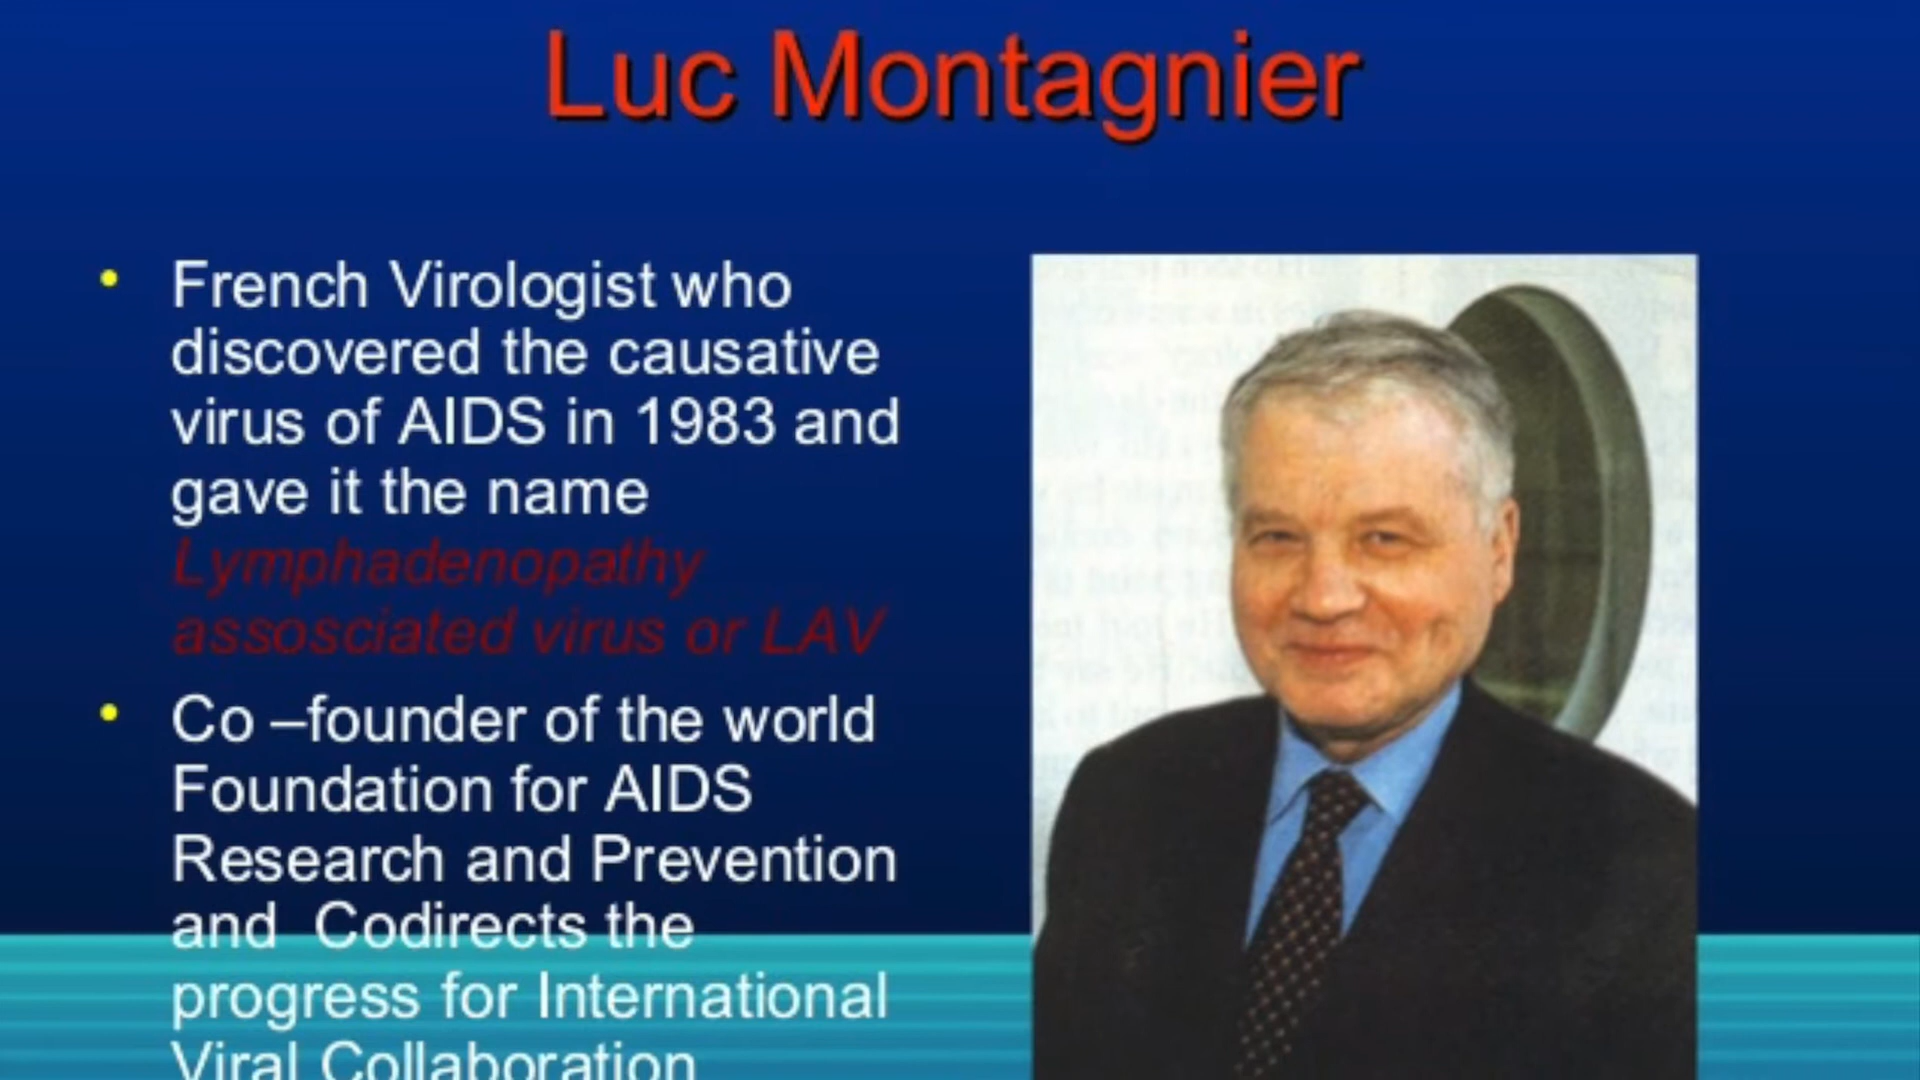 Luc Montagnier
• French Virologist who
discovered the causative
virus of AIDS in 1983 and
gave it the name
Lymphadenopathy
assosciated virus or LAV
• Co –founder of the world
Foundation for AIDS
Research and Prevention
and Codirects the
progress for International
Viral Collaboration